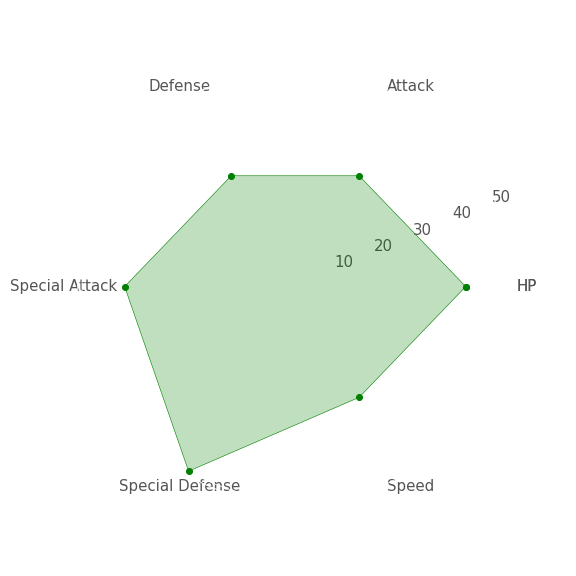 Defense
Attack
50
40
30
20
10
Special Attack
HP
Special Defense
Speed